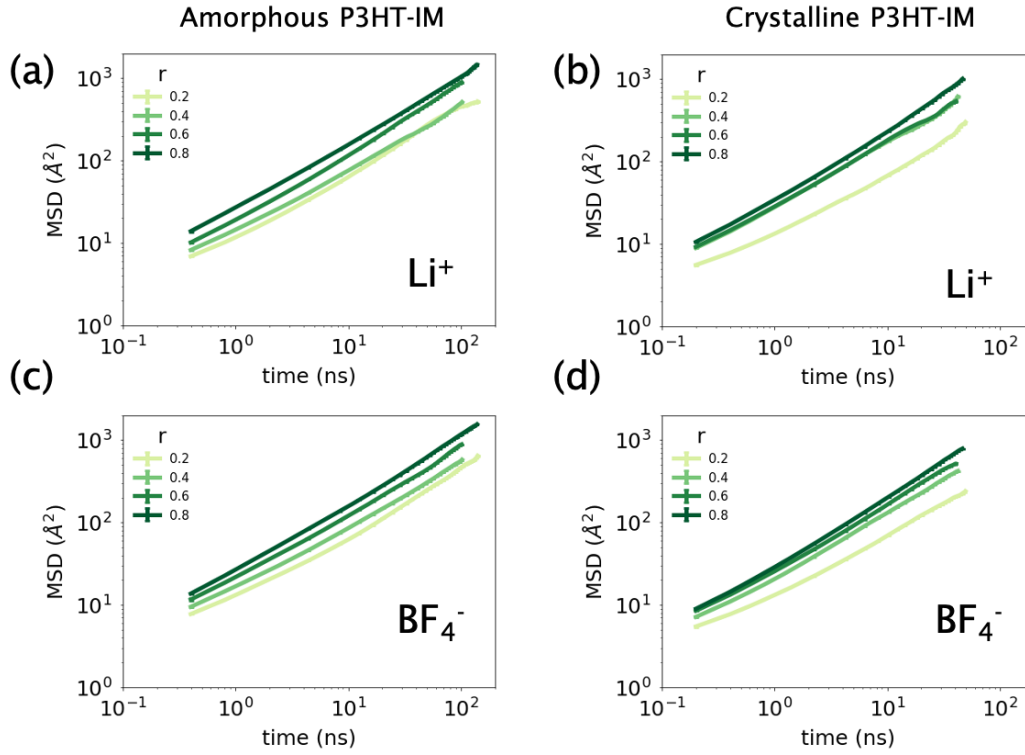 Amorphous P3HT-IM
Crystalline P3HT-IM
(a)
MSD (Å²)
10³
10²
10¹
10⁰
r
0.2
0.4
0.6
0.8
Li⁺
10⁻¹ 10⁰ 10¹ 10²
time (ns)
(b)
MSD (Å²)
10³
10²
10¹
10⁰
r
0.2
0.4
0.6
0.8
Li⁺
10⁻¹ 10⁰ 10¹ 10²
time (ns)
(c)
MSD (Å²)
10³
10²
10¹
10⁰
r
0.2
0.4
0.6
0.8
BF₄⁻
10⁻¹ 10⁰ 10¹ 10²
time (ns)
(d)
MSD (Å²)
10³
10²
10¹
10⁰
r
0.2
0.4
0.6
0.8
BF₄⁻
10⁻¹ 10⁰ 10¹ 10²
time (ns)